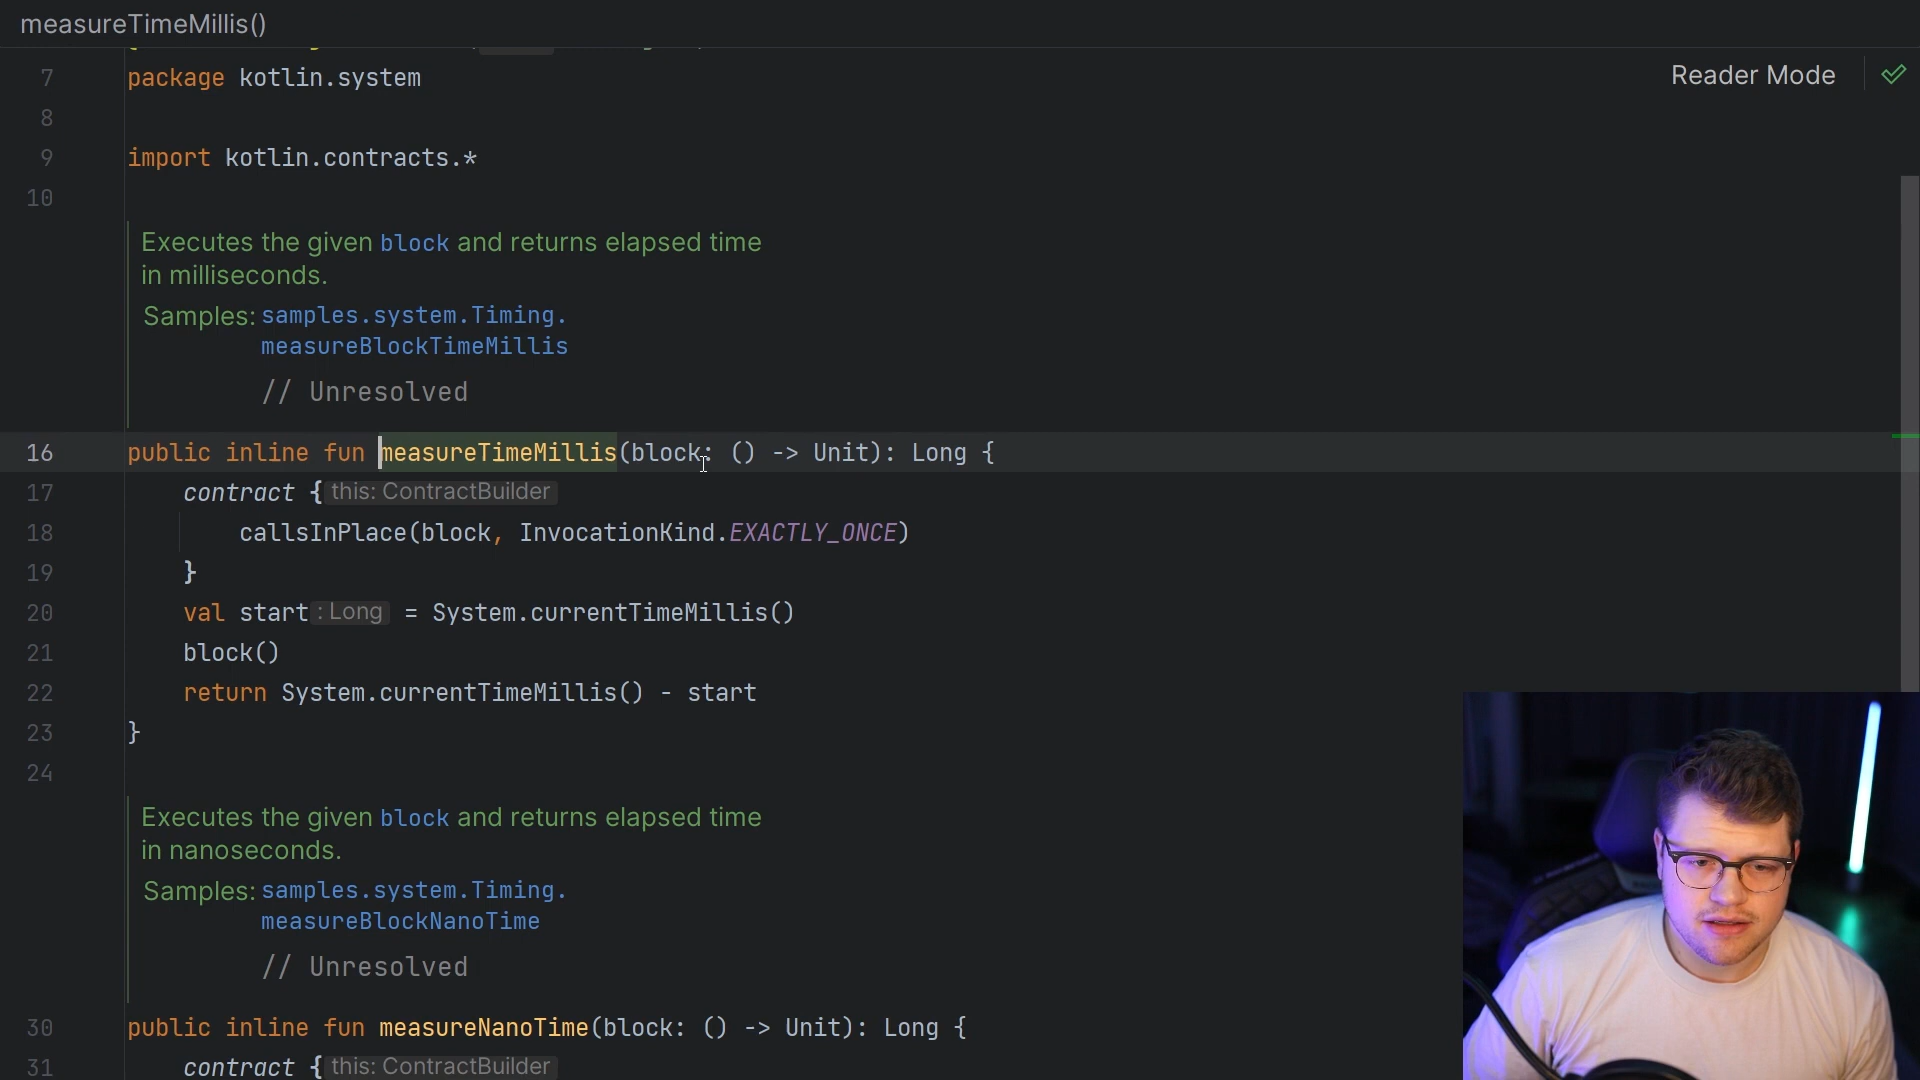 measureTimeMillis()
7 package kotlin.system
Reader Mode
8
9 import kotlin.contracts.*
10
Executes the given block and returns elapsed time
in milliseconds.
Samples: samples.system.Timing.
measureBlockTimeMillis
// Unresolved
16 public inline fun measureTimeMillis(block: () -> Unit): Long {
17 contract { this: ContractBuilder
18 callsInPlace(block, InvocationKind.EXACTLY_ONCE)
19 }
20 val start : Long = System.currentTimeMillis()
21 block()
22 return System.currentTimeMillis() - start
23 }
24
Executes the given block and returns elapsed time
in nanoseconds.
Samples: samples.system.Timing.
measureBlockNanoTime
// Unresolved
30 public inline fun measureNanoTime(block: () -> Unit): Long {
31 contract { this: ContractBuilder